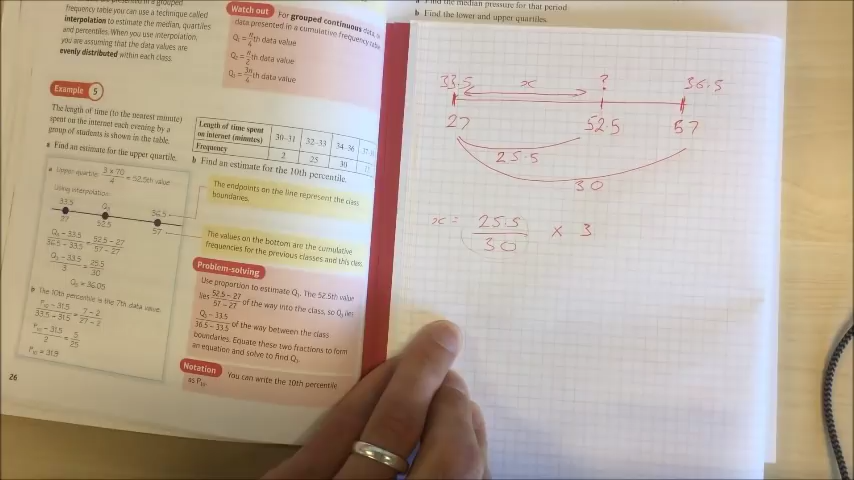 frequency table you can use a technique called
interpolation to estimate the median, quartiles
and percentiles. When you use interpolation,
you are assuming that the data values are
evenly distributed within each class.
Watch out For grouped continuous data,
data presented in a cumulative frequency table
Q₁ = n/4 th data value
Q₂ = n/2 th data value
Q₃ = 3n/4 th data value
Example 5
The length of time (to the nearest minute)
spent on the internet each evening by a
group of students is shown in the table.
Length of time spent on internet (minutes) 30–31 32–33 34–36
Frequency 2 25 30
a Find an estimate for the upper quartile.
b Find an estimate for the 10th percentile.
a Upper quartile: 3 × 70/4 = 52.5th value
Using interpolation:
33.5 Q₃ 36.5
27 52.5 57
Q₃ − 33.5/36.5 − 33.5 = 52.5 − 27/57 − 27
Q₃ − 33.5/3 = 25.5/30
Q₃ = 36.05
b The 10th percentile is the 7th data value.
P₁₀ − 31.5/33.5 − 31.5 = 7 − 2/27 − 2
P₁₀ − 31.5/2 = 5/25
P₁₀ = 31.9
The endpoints on the line represent the class
boundaries.
The values on the bottom are the cumulative
frequencies for the previous classes and this class.
Problem-solving
Use proportion to estimate Q₃. The 52.5th value
lies 52.5 − 27/57 − 27 of the way into the class, so Q₃ lies
Q₃ − 33.5/36.5 − 33.5 of the way between the class
boundaries. Equate these two fractions to form
an equation and solve to find Q₃.
Notation You can write the 10th percentile
as P₁₀.
26
Find the median pressure for that period
b Find the lower and upper quartiles.
33.5 x ? 36.5
27 52.5 57
25.5
30
x = 25.5/30 × 3